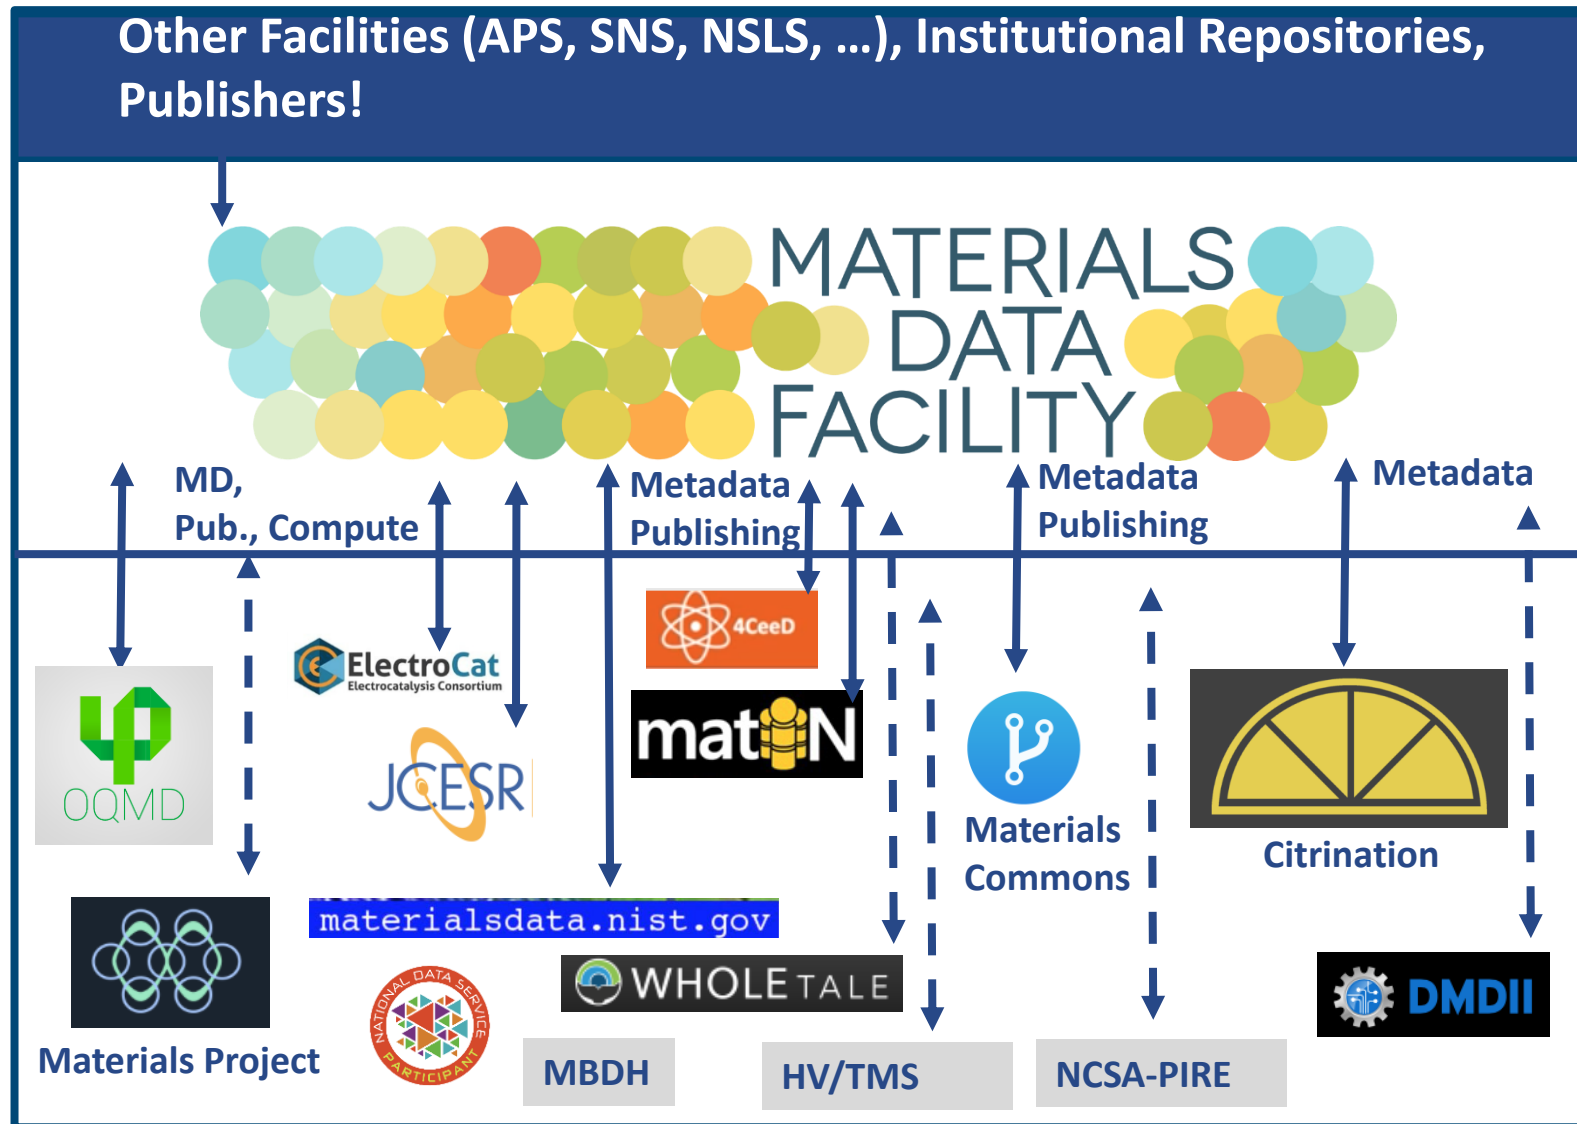 Other Facilities (APS, SNS, NSLS, ...), Institutional Repositories,
Publishers!
MATERIALS
DATA
FACILITY
MD,
Pub., Compute
Metadata
Publishing
Metadata
Publishing
Metadata
4CeeD
ElectroCat
Electrocatalysis Consortium
matIN
OQMD
JCESR
Materials
Commons
Citrination
materialsdata.nist.gov
WHOLE TALE
NATIONAL DATA SERVICE
PARTICIPANT
DMDII
Materials Project
MBDH
HV/TMS
NCSA-PIRE